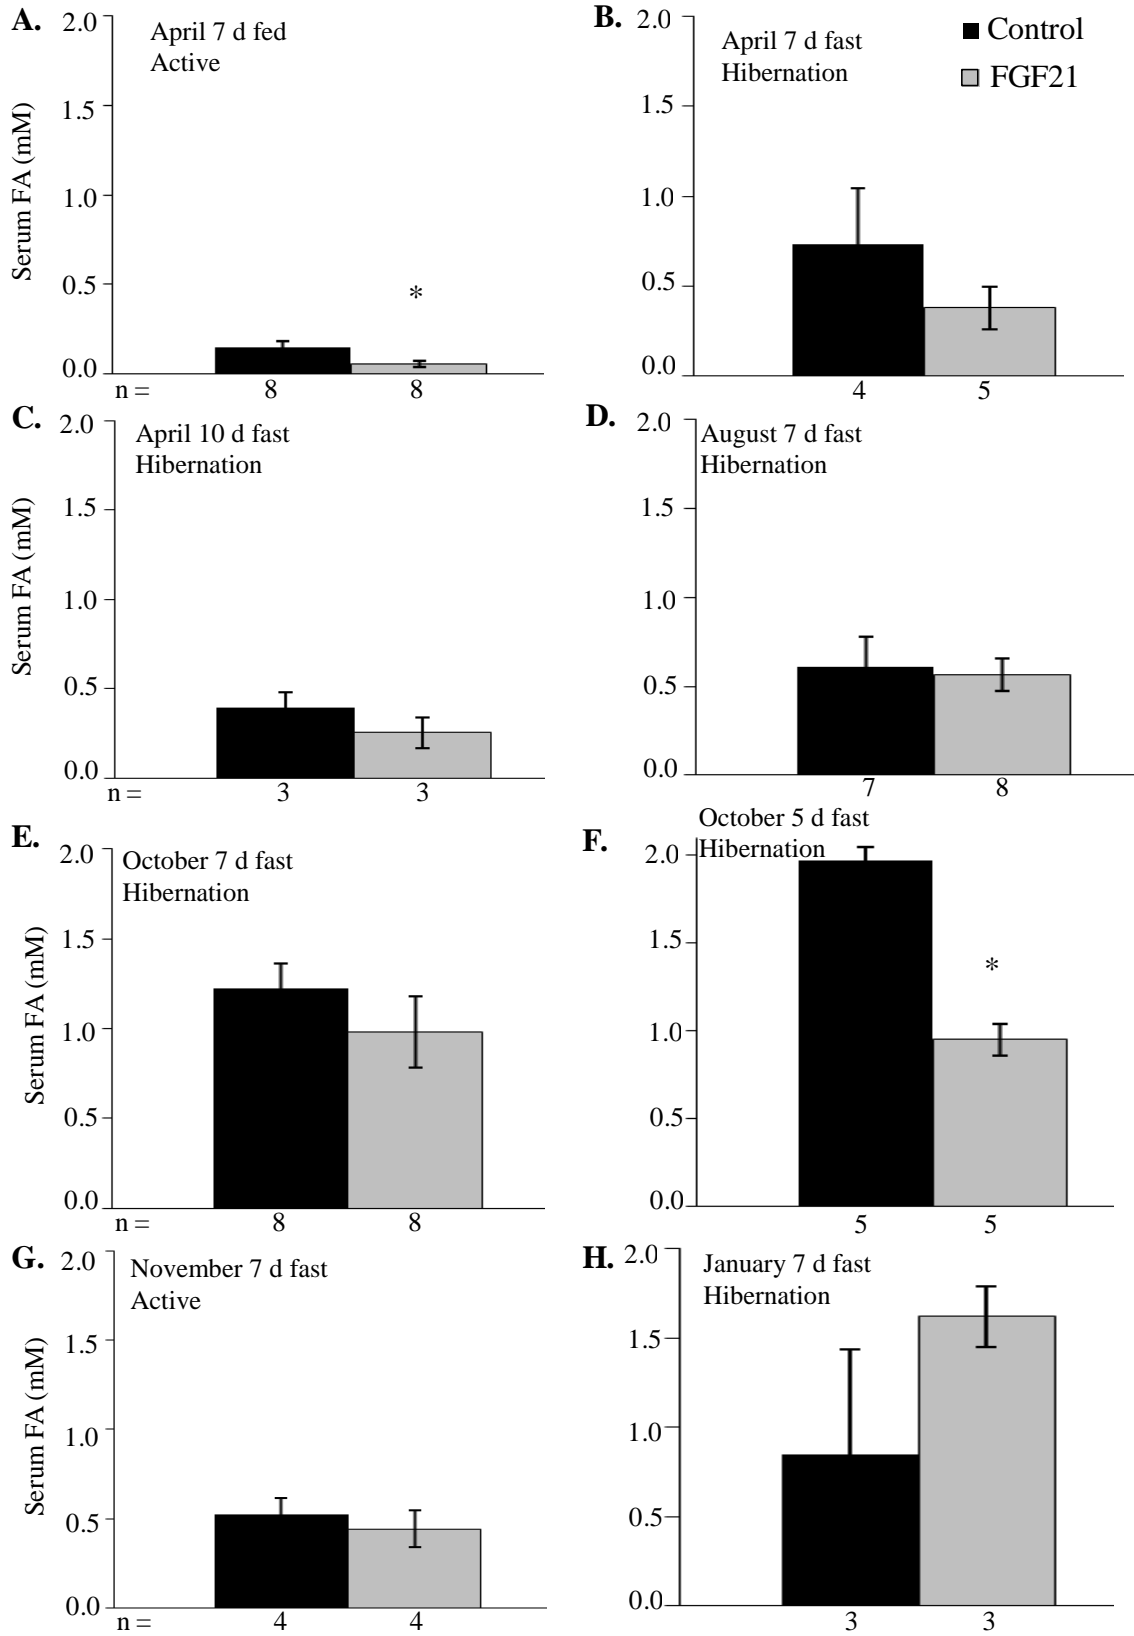 A.
April 7 d fed
Active
Serum FA (mM)
2.0
1.5
1.0
0.5
0.0
*
n =
8
8
B.
April 7 d fast
Hibernation
Control
FGF21
2.0
1.5
1.0
0.5
0.0
4
5
C.
April 10 d fast
Hibernation
Serum FA (mM)
2.0
1.5
1.0
0.5
0.0
n =
3
3
D.
August 7 d fast
Hibernation
2.0
1.5
1.0
0.5
0.0
7
8
E.
October 7 d fast
Hibernation
Serum FA (mM)
2.0
1.5
1.0
0.5
0.0
n =
8
8
F.
October 5 d fast
Hibernation
2.0
1.5
1.0
0.5
0.0
*
5
5
G.
November 7 d fast
Active
Serum FA (mM)
2.0
1.5
1.0
0.5
0.0
n =
4
4
H.
January 7 d fast
Hibernation
2.0
1.5
1.0
0.5
0.0
3
3